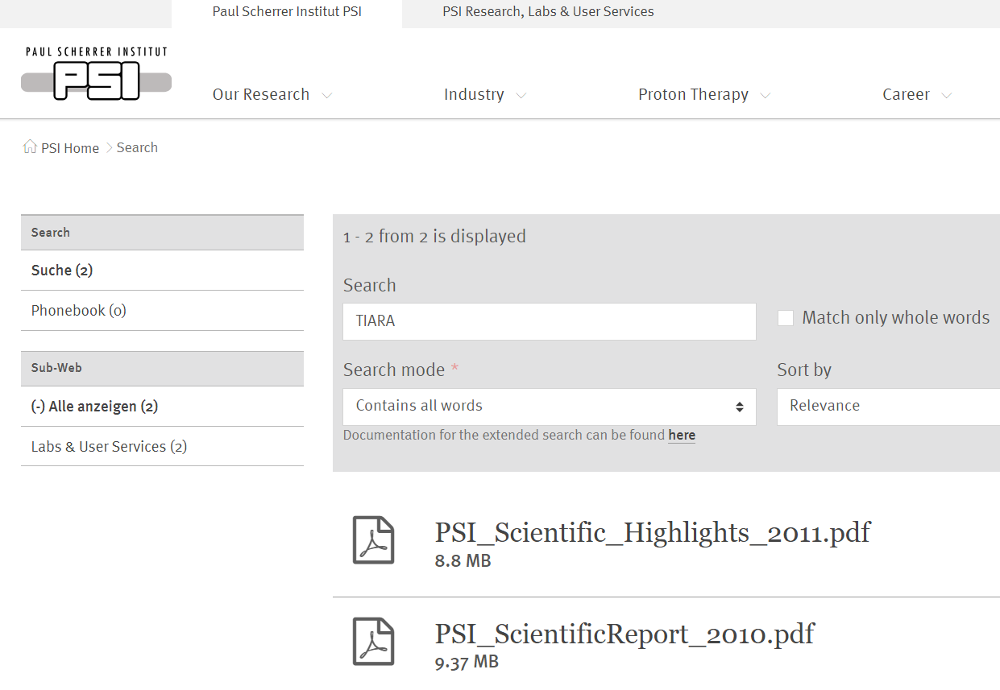 Paul Scherrer Institut PSI
PSI Research, Labs & User Services
PAUL SCHERRER INSTITUT
PSI
Our Research
Industry
Proton Therapy
Career
PSI Home
Search
Search
Suche (2)
Phonebook (0)
Sub-Web
(-) Alle anzeigen (2)
Labs & User Services (2)
1 - 2 from 2 is displayed
Search
TIARA
Match only whole words
Search mode *
Sort by
Contains all words
Relevance
Documentation for the extended search can be found here
PSI_Scientific_Highlights_2011.pdf
8.8 MB
PSI_ScientificReport_2010.pdf
9.37 MB